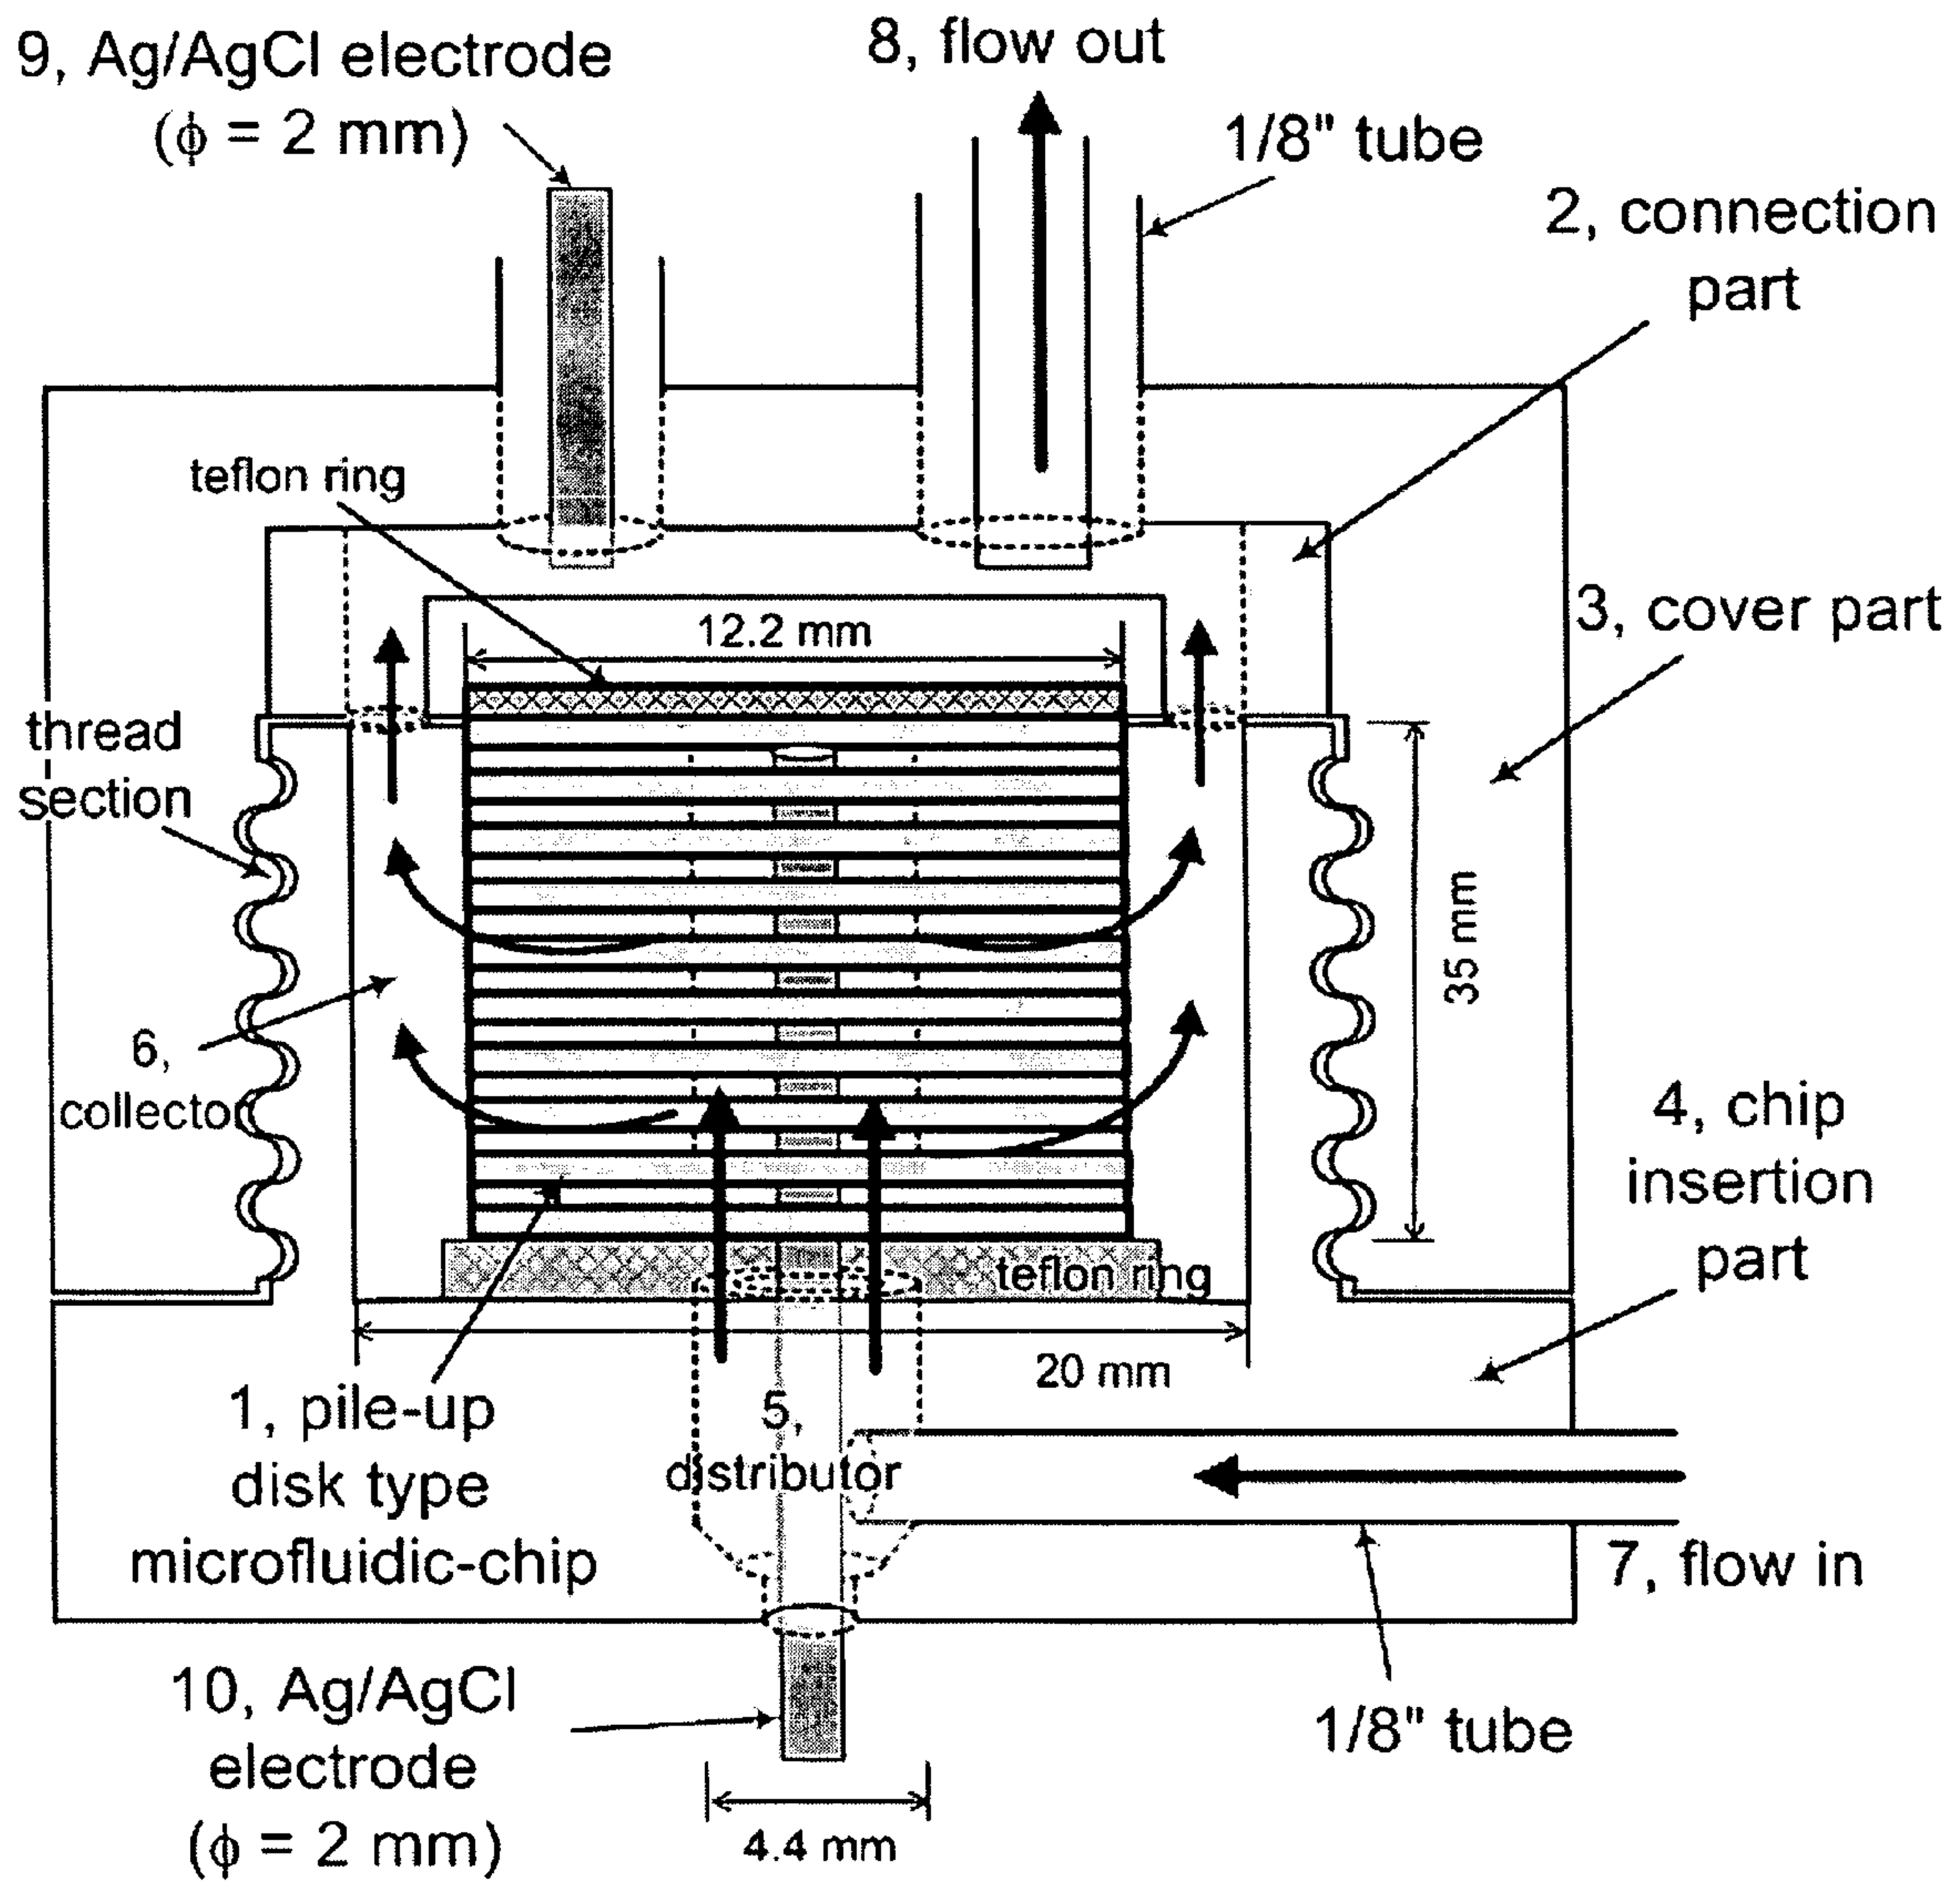 9, Ag/AgCl electrode
(ϕ = 2 mm)
8, flow out
1/8" tube
2, connection
part
teflon ring
12.2 mm
3, cover part
thread
section
35 mm
6,
collector
4, chip
insertion
part
teflon ring
20 mm
1, pile-up
disk type
microfluidic-chip
5,
distributor
7, flow in
10, Ag/AgCl
electrode
(ϕ = 2 mm)
1/8" tube
4.4 mm